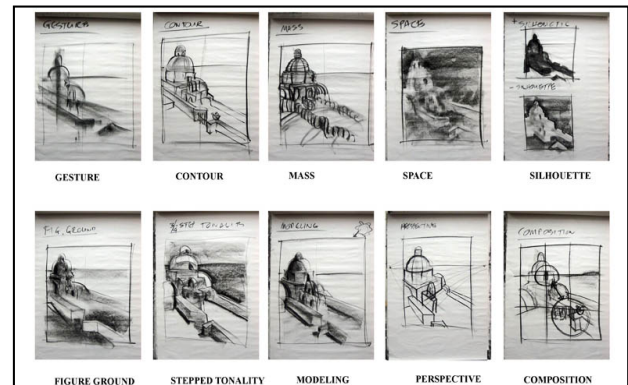 GESTURE
CONTOUR
MASS
SPACE
+ SILHOUETTE
- SILHOUETTE
GESTURE
CONTOUR
MASS
SPACE
SILHOUETTE
FIG, GROUND
STEP TONALITY
MODELING
PERSPECTIVE
COMPOSITION
FIGURE GROUND
STEPPED TONALITY
MODELING
PERSPECTIVE
COMPOSITION